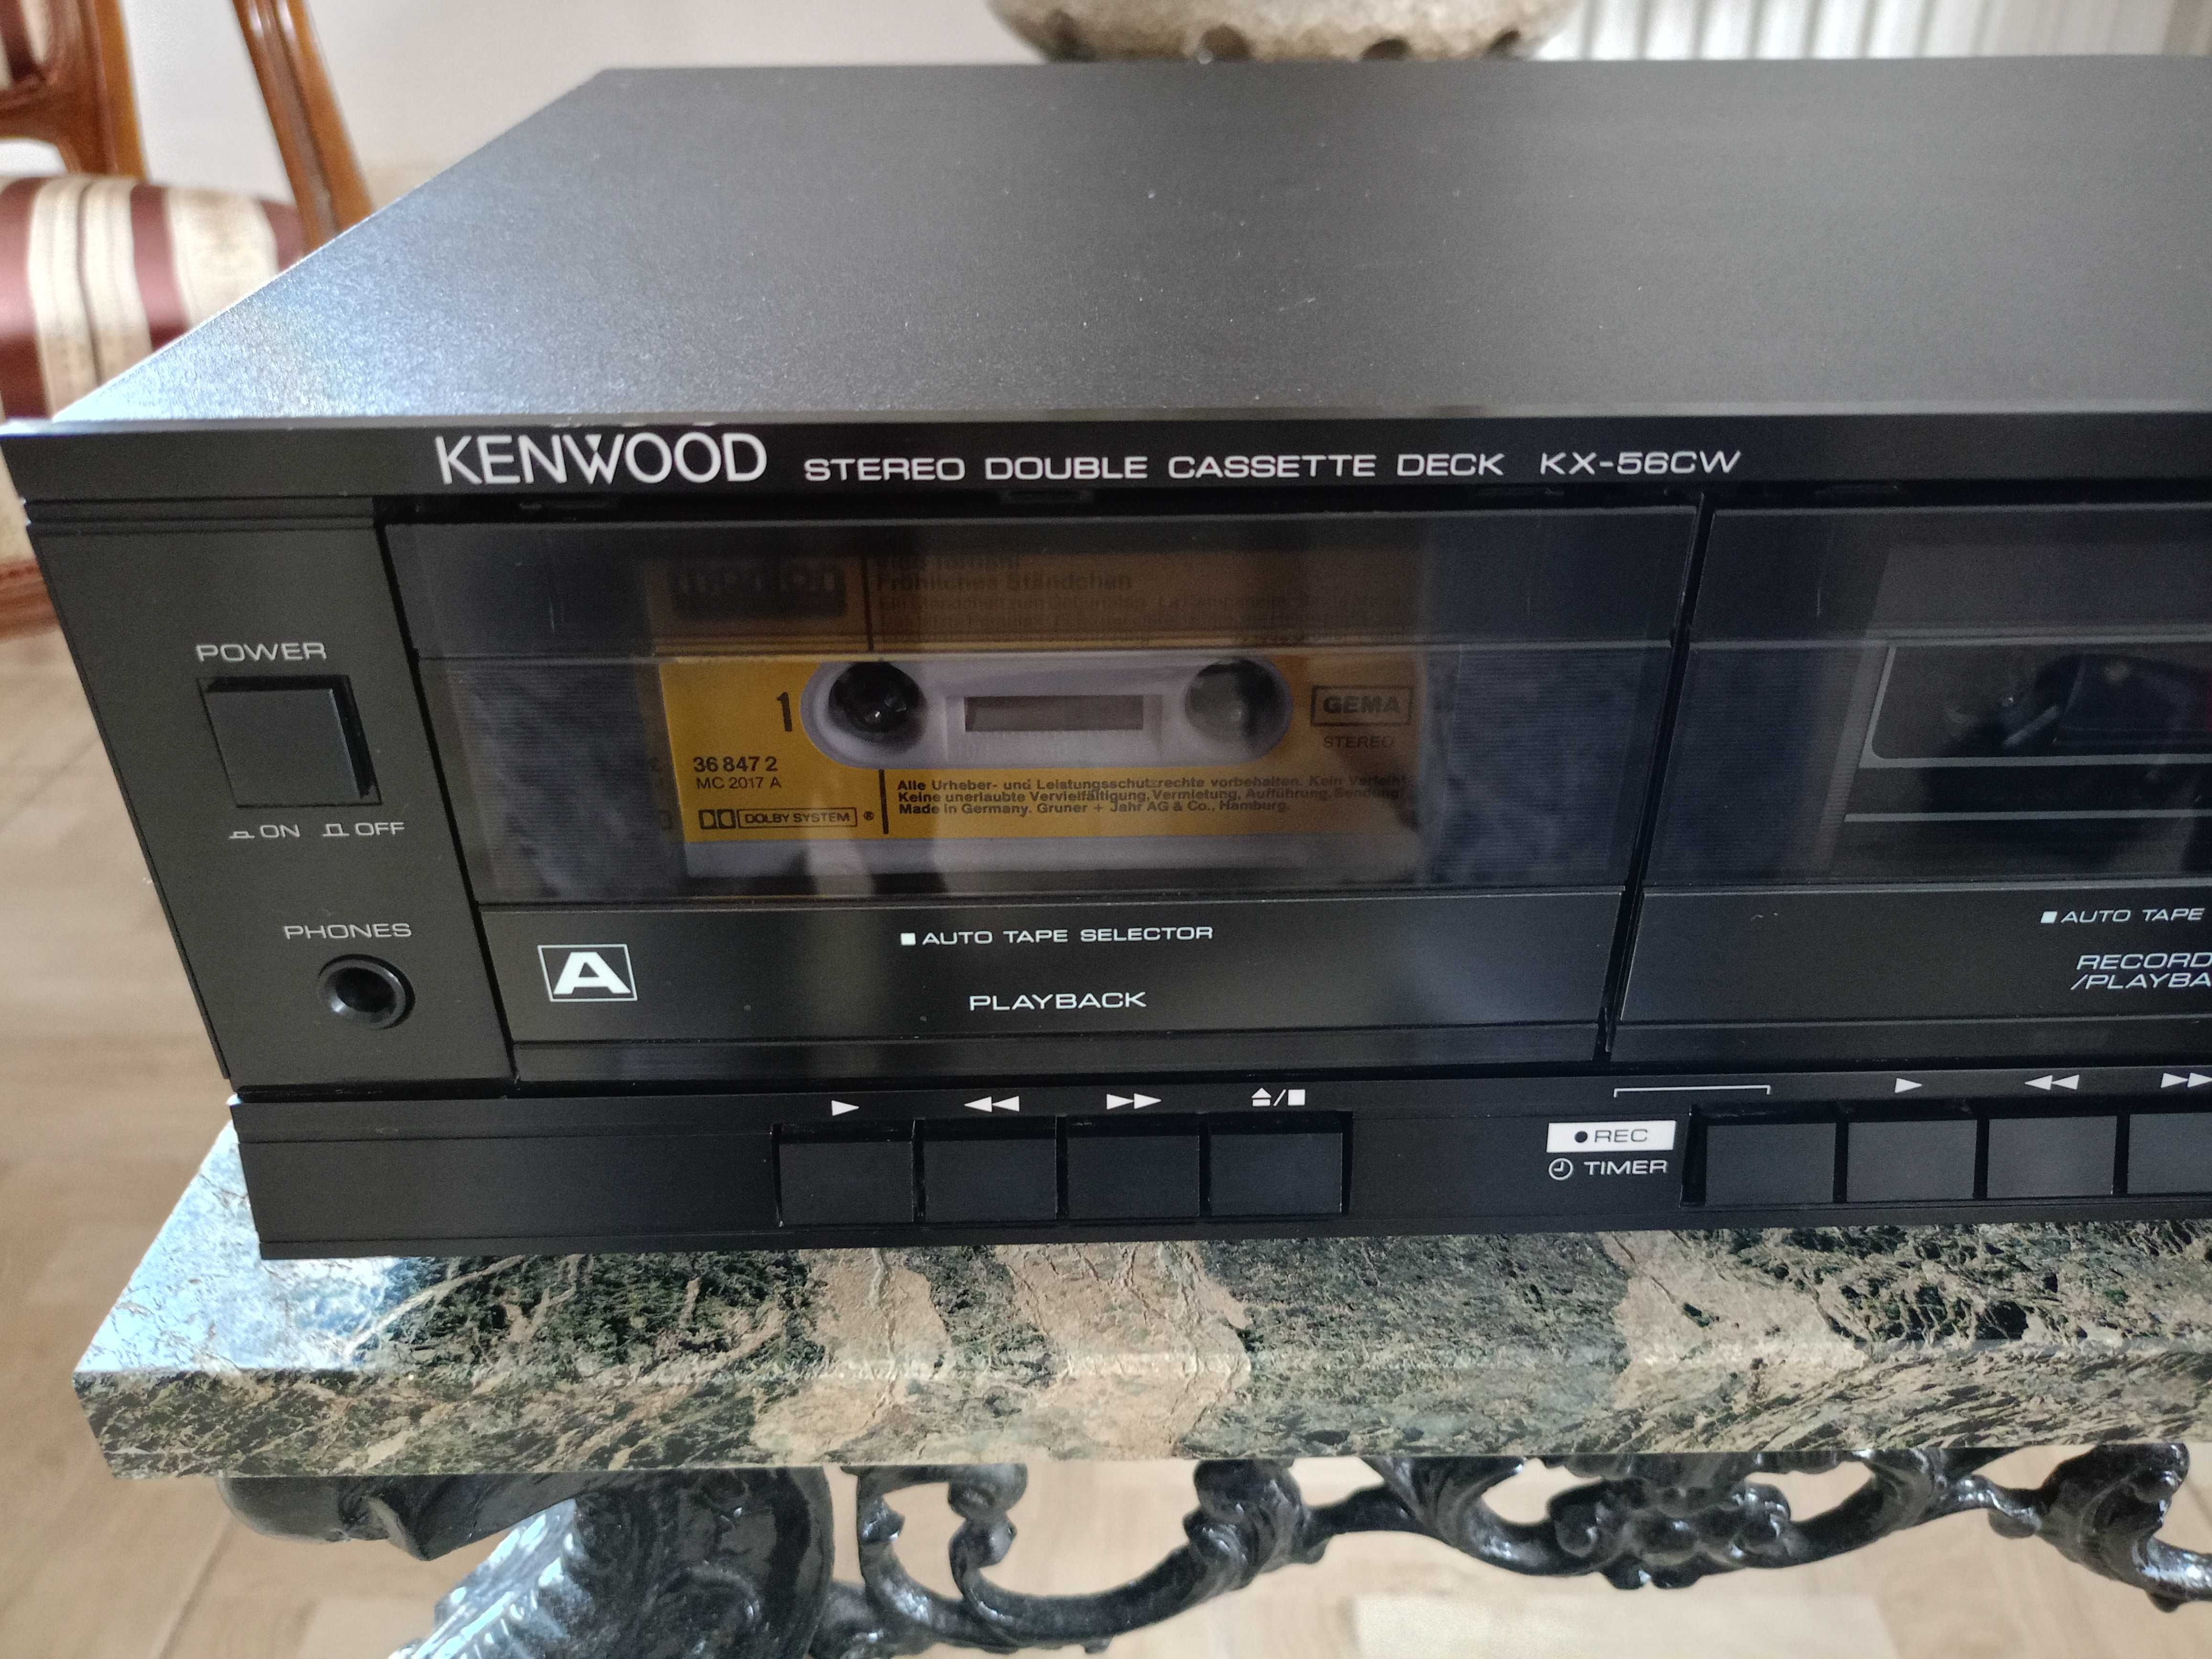 KENWOOD STEREO DOUBLE CASSETTE DECK KX-56CW
Fröhliches Ständchen
POWER
1
GEMA
STEREO
36 847 2
MC 2017 A
DOLBY SYSTEM ®
Alle Urheber- und Leistungsschutzrechte vorbehalten. Kein Verleih!
Keine unerlaubte Vervielfältigung, Vermietung, Aufführung, Sendung!
Made in Germany. Gruner + Jahr AG & Co., Hamburg.
ON OFF
PHONES
A
AUTO TAPE SELECTOR
PLAYBACK
AUTO TAPE
RECORD
/PLAYBA
REC
TIMER